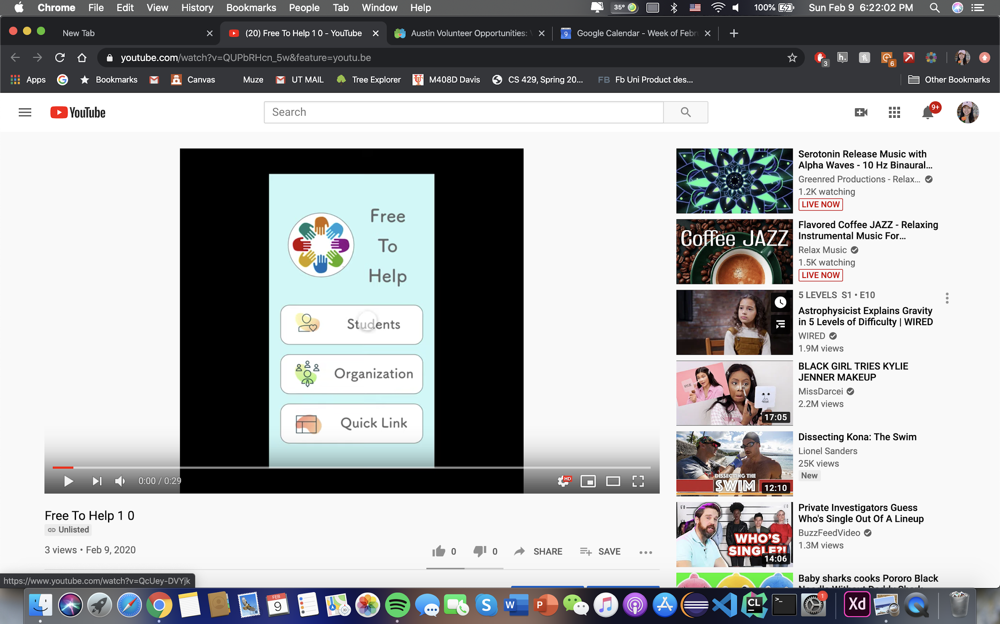 Chrome File Edit View History Bookmarks People Tab Window Help 35° 100% Sun Feb 9 6:22:02 PM
New Tab (20) Free To Help 1 0 - YouTube Austin Volunteer Opportunities: 9 Google Calendar - Week of Febr
youtube.com/watch?v=QUPbRHcn_5w&feature=youtu.be 3 h. 6
Apps Bookmarks Canvas Muze UT MAIL Tree Explorer M408D Davis CS 429, Spring 20... FB Fb Uni Product des... Other Bookmarks
YouTube Search 9+
Free
To
Help
Students
Organization
Quick Link
0:00 / 0:29 HD
Free To Help 1 0
Unlisted
3 views • Feb 9, 2020
0 0 SHARE SAVE
Serotonin Release Music with
Alpha Waves - 10 Hz Binaural...
Greenred Productions - Relax...
1.2K watching
LIVE NOW
Coffee JAZZ
Flavored Coffee JAZZ - Relaxing
Instrumental Music For...
Relax Music
1.5K watching
LIVE NOW
5 LEVELS S1 • E10
Astrophysicist Explains Gravity
in 5 Levels of Difficulty | WIRED
WIRED
1.9M views
KYLIE
17:05
BLACK GIRL TRIES KYLIE
JENNER MAKEUP
MissDarcei
2.2M views
DISSECTING THE
SWIM
12:10
Dissecting Kona: The Swim
Lionel Sanders
25K views
New
WHO'S
SINGLE?!
14:06
Private Investigators Guess
Who's Single Out Of A Lineup
BuzzFeedVideo
1.3M views
Baby sharks cooks Pororo Black
https://www.youtube.com/watch?v=QcUey-DVYjk
FEB
9
3D
S
W
P
CL
>_
1
Xd